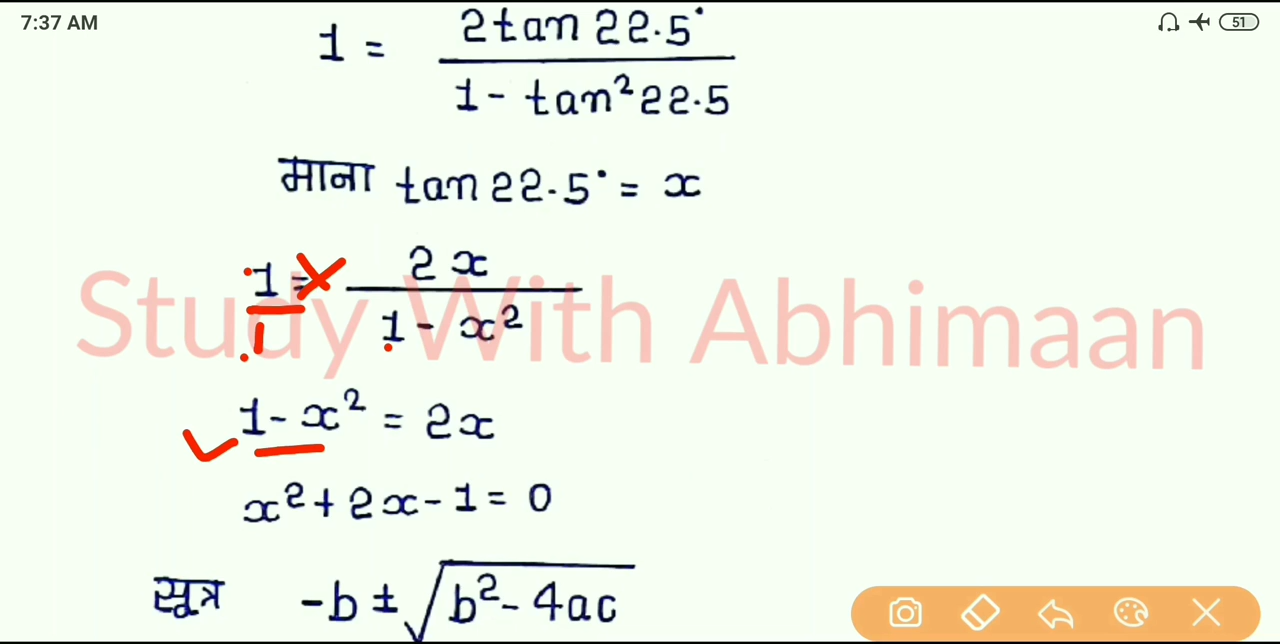 7:37 AM 51
1 = 2tan 22.5° / 1 - tan²22.5
माना tan 22.5° = x
1 = 2x / 1 - x²
Study With Abhimaan
1 - x² = 2x
x² + 2x - 1 = 0
सूत्र -b ± √b² - 4ac